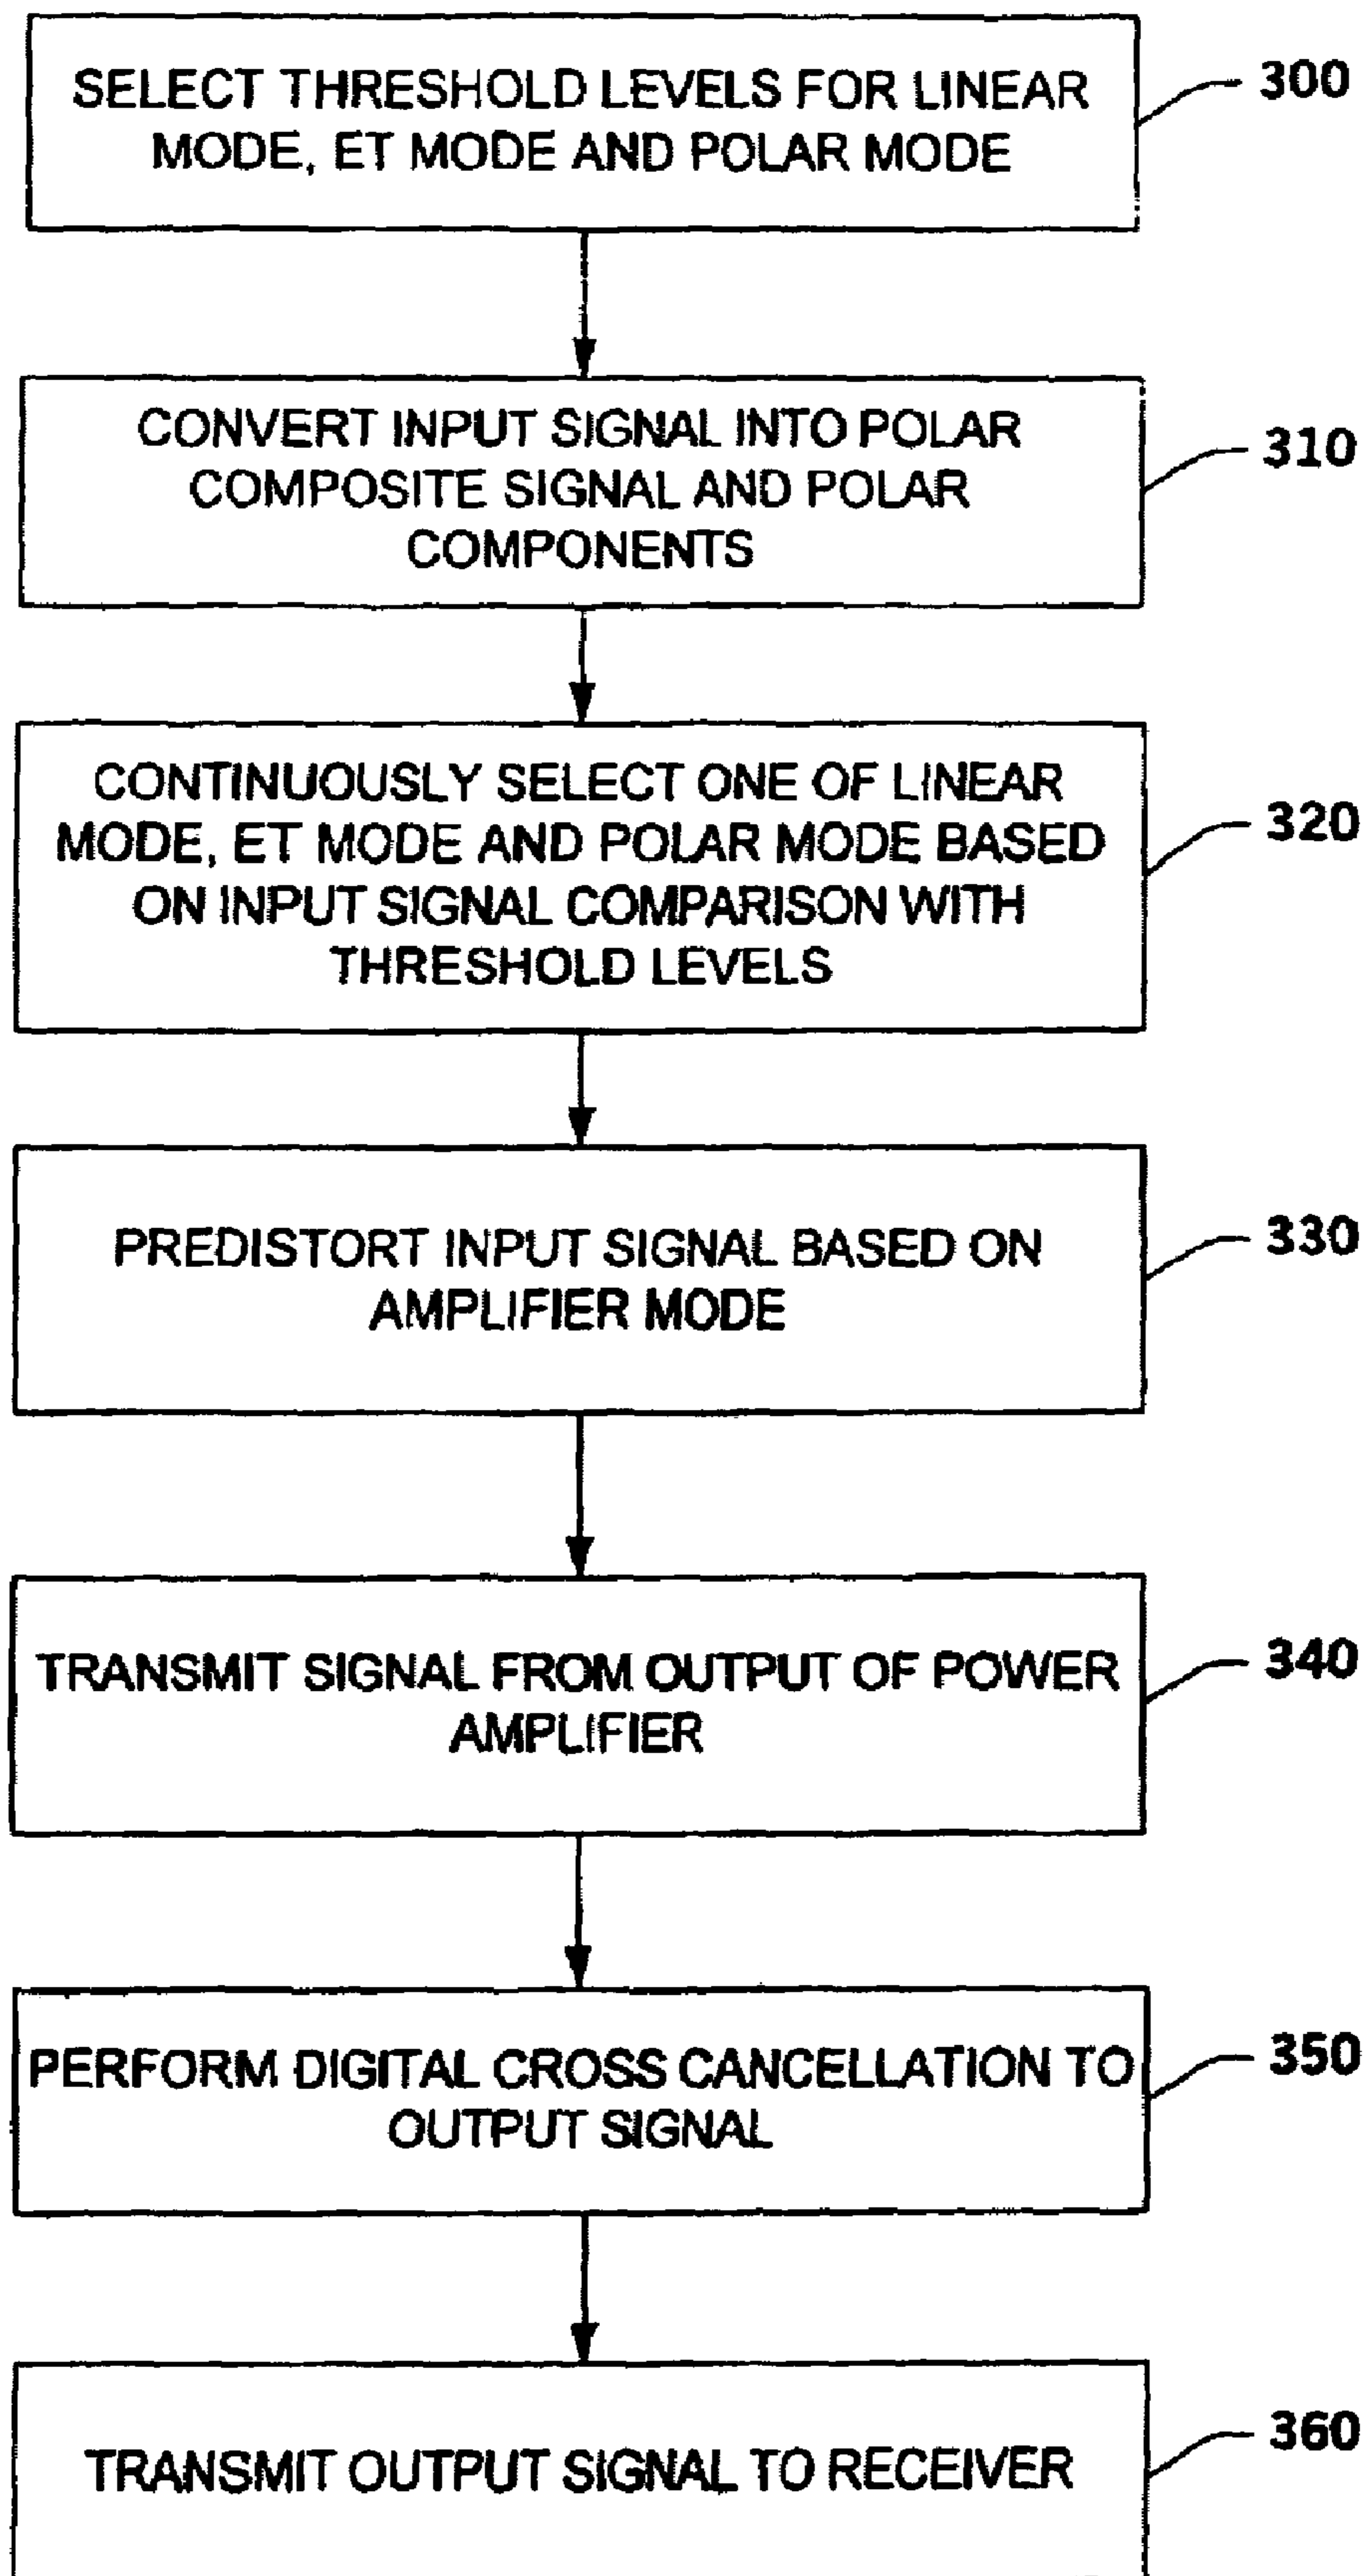 SELECT THRESHOLD LEVELS FOR LINEAR
MODE, ET MODE AND POLAR MODE
300
CONVERT INPUT SIGNAL INTO POLAR
COMPOSITE SIGNAL AND POLAR
COMPONENTS
310
CONTINUOUSLY SELECT ONE OF LINEAR
MODE, ET MODE AND POLAR MODE BASED
ON INPUT SIGNAL COMPARISON WITH
THRESHOLD LEVELS
320
PREDISTORT INPUT SIGNAL BASED ON
AMPLIFIER MODE
330
TRANSMIT SIGNAL FROM OUTPUT OF POWER
AMPLIFIER
340
PERFORM DIGITAL CROSS CANCELLATION TO
OUTPUT SIGNAL
350
TRANSMIT OUTPUT SIGNAL TO RECEIVER
360